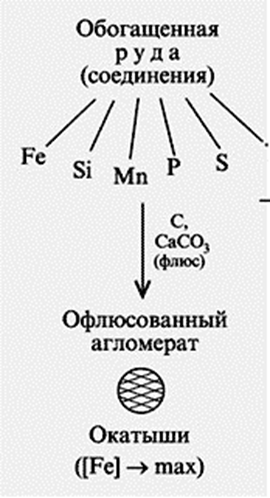 Обогащенная
руда
(соединения)
Fe Si Mn P S
C,
CaCO₃
(флюс)
Офлюсованный
агломерат
Окатыши
([Fe] → max)